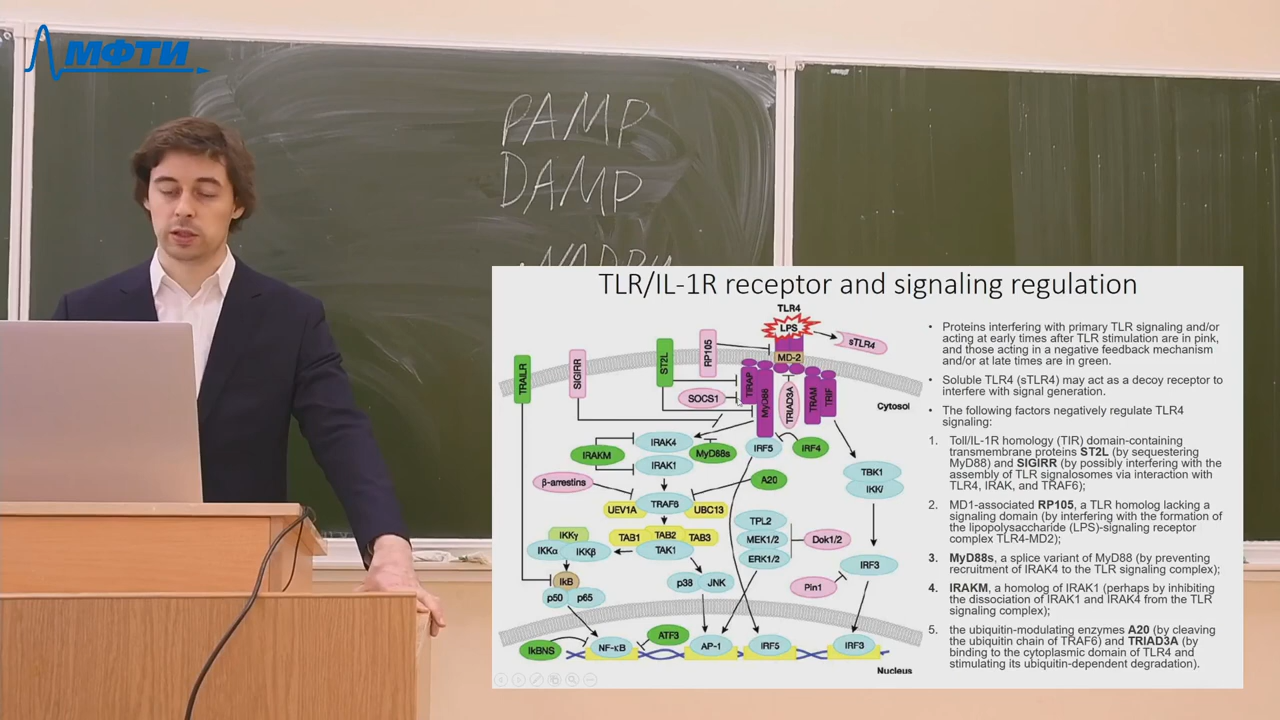 МФТИ
PAMP
DAMP
TLR/IL-1R receptor and signaling regulation
TLR4
LPS
sTLR4
MD-2
RP105
ST2L
SIGIRR
TRAILR
TIRAP
MyD88
TRIAD3A
TRAM
TRIF
SOCS1
Cytosol
IRAK4
IRAKM
MyD88s
IRF5
IRF4
IRAK1
TBK1
IKKi
β-arrestins
A20
TRAF6
UEV1A
UBC13
TPL2
IKKγ
TAB1
TAB2
TAB3
MEK1/2
Dok1/2
IKKα
IKKβ
TAK1
ERK1/2
IRF3
IkB
p38
JNK
Pin1
p50
p65
ATF3
IkBNS
NF-κB
AP-1
IRF5
IRF3
Nucleus
• Proteins interfering with primary TLR signaling and/or
acting at early times after TLR stimulation are in pink,
and those acting in a negative feedback mechanism
and/or at late times are in green.
• Soluble TLR4 (sTLR4) may act as a decoy receptor to
interfere with signal generation.
• The following factors negatively regulate TLR4
signaling:
1. Toll/IL-1R homology (TIR) domain-containing
transmembrane proteins ST2L (by sequestering
MyD88) and SIGIRR (by possibly interfering with the
assembly of TLR signalosomes via interaction with
TLR4, IRAK, and TRAF6);
2. MD1-associated RP105, a TLR homolog lacking a
signaling domain (by interfering with the formation of
the lipopolysaccharide (LPS)-signaling receptor
complex TLR4-MD2);
3. MyD88s, a splice variant of MyD88 (by preventing
recruitment of IRAK4 to the TLR signaling complex);
4. IRAKM, a homolog of IRAK1 (perhaps by inhibiting
the dissociation of IRAK1 and IRAK4 from the TLR
signaling complex);
5. the ubiquitin-modulating enzymes A20 (by cleaving
the ubiquitin chain of TRAF6) and TRIAD3A (by
binding to the cytoplasmic domain of TLR4 and
stimulating its ubiquitin-dependent degradation).